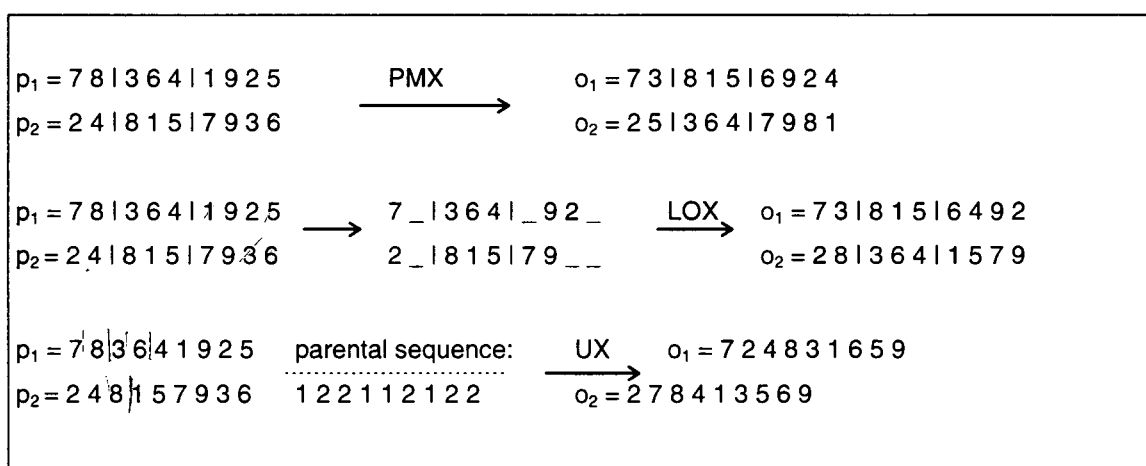 p₁ = 7 8 | 3 6 4 | 1 9 2 5 PMX o₁ = 7 3 | 8 1 5 | 6 9 2 4
p₂ = 2 4 | 8 1 5 | 7 9 3 6 o₂ = 2 5 | 3 6 4 | 7 9 8 1
p₁ = 7 8 | 3 6 4 | 1 9 2 5 7 _ | 3 6 4 | _ 9 2 _ LOX o₁ = 7 3 | 8 1 5 | 6 4 9 2
p₂ = 2 4 | 8 1 5 | 7 9 3 6 2 _ | 8 1 5 | 7 9 _ _ o₂ = 2 8 | 3 6 4 | 1 5 7 9
p₁ = 7 8 3 6 4 1 9 2 5 parental sequence: UX o₁ = 7 2 4 8 3 1 6 5 9
p₂ = 2 4 8 1 5 7 9 3 6 1 2 2 1 1 2 1 2 2 o₂ = 2 7 8 4 1 3 5 6 9